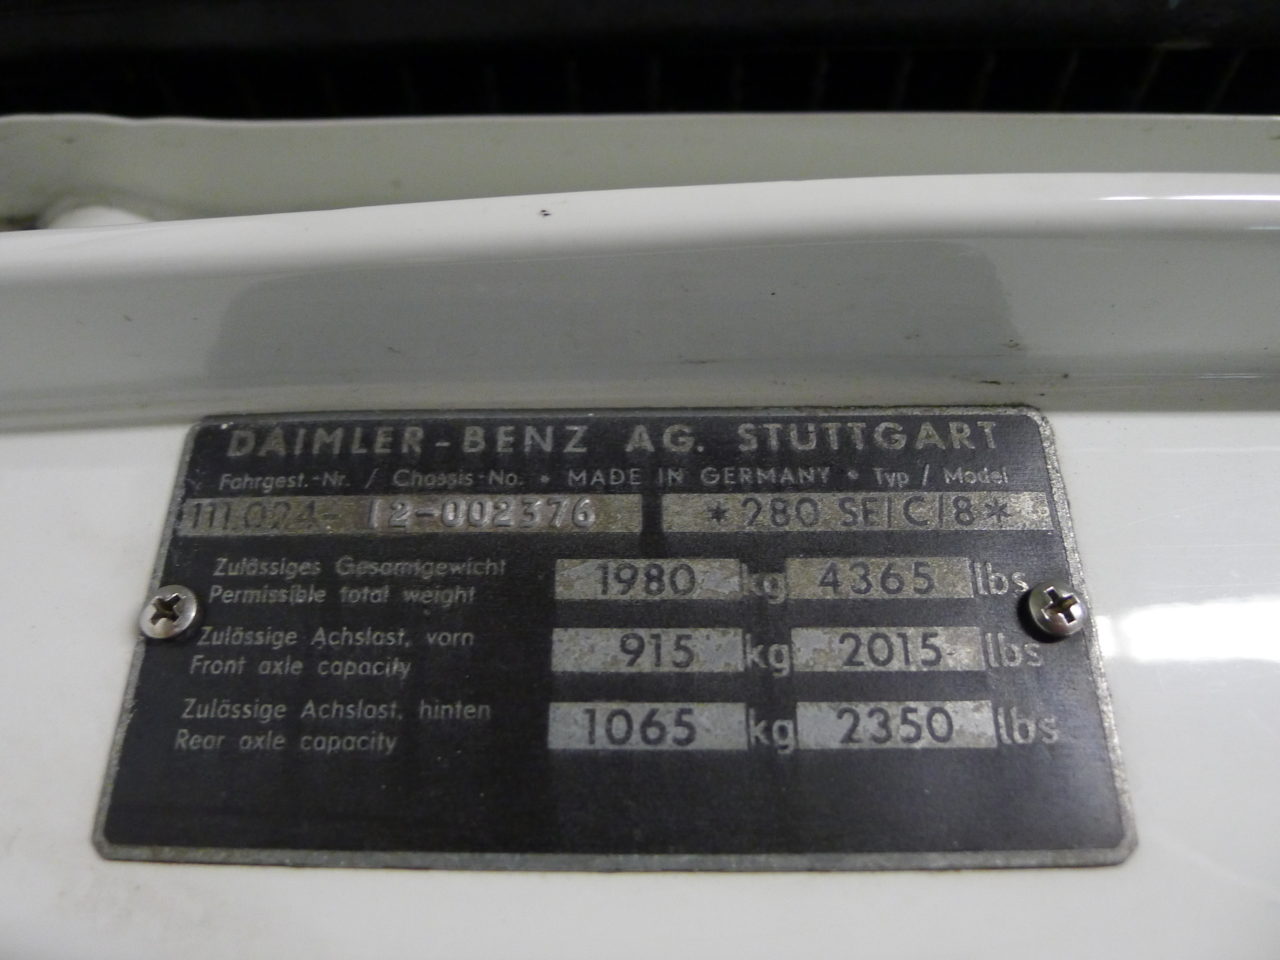 DAIMLER-BENZ AG. STUTTGART
Fahrgest.-Nr. / Chassis-No. • MADE IN GERMANY • Typ / Model
111.024-12-002376 *280 SE/C/8*
Zulässiges Gesamtgewicht
Permissible total weight
1980 kg 4365 lbs
Zulässige Achslast, vorn
Front axle capacity
915 kg 2015 lbs
Zulässige Achslast, hinten
Rear axle capacity
1065 kg 2350 lbs